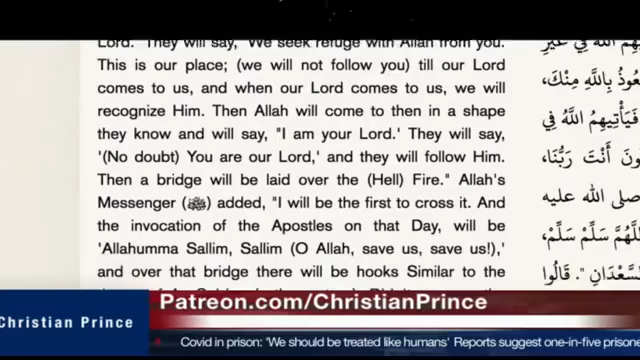 Lord.' They will say, 'We seek refuge with Allah from you.
This is our place; (we will not follow you) till our Lord
comes to us, and when our Lord comes to us, we will
recognize Him. Then Allah will come to then in a shape
they know and will say, "I am your Lord.' They will say,
'(No doubt) You are our Lord,' and they will follow Him.
Then a bridge will be laid over the (Hell) Fire." Allah's
Messenger (ﷺ) added, "I will be the first to cross it. And
the invocation of the Apostles on that Day, will be
'Allahumma Sallim, Sallim (O Allah, save us, save us!),'
and over that bridge there will be hooks Similar to the
عُوذُ بِاللَّهِ مِنْكَ،
فَيَأْتِيهِمُ اللَّهُ فِي
أَنْتَ رَبُّنَا،
صلى الله عليه
سَلِّمْ سَلِّمْ،
السَّعْدَانِ ". قَالُوا
Patreon.com/ChristianPrince
Christian Prince
Covid in prison: 'We should be treated like humans' Reports suggest one-in-five prisone